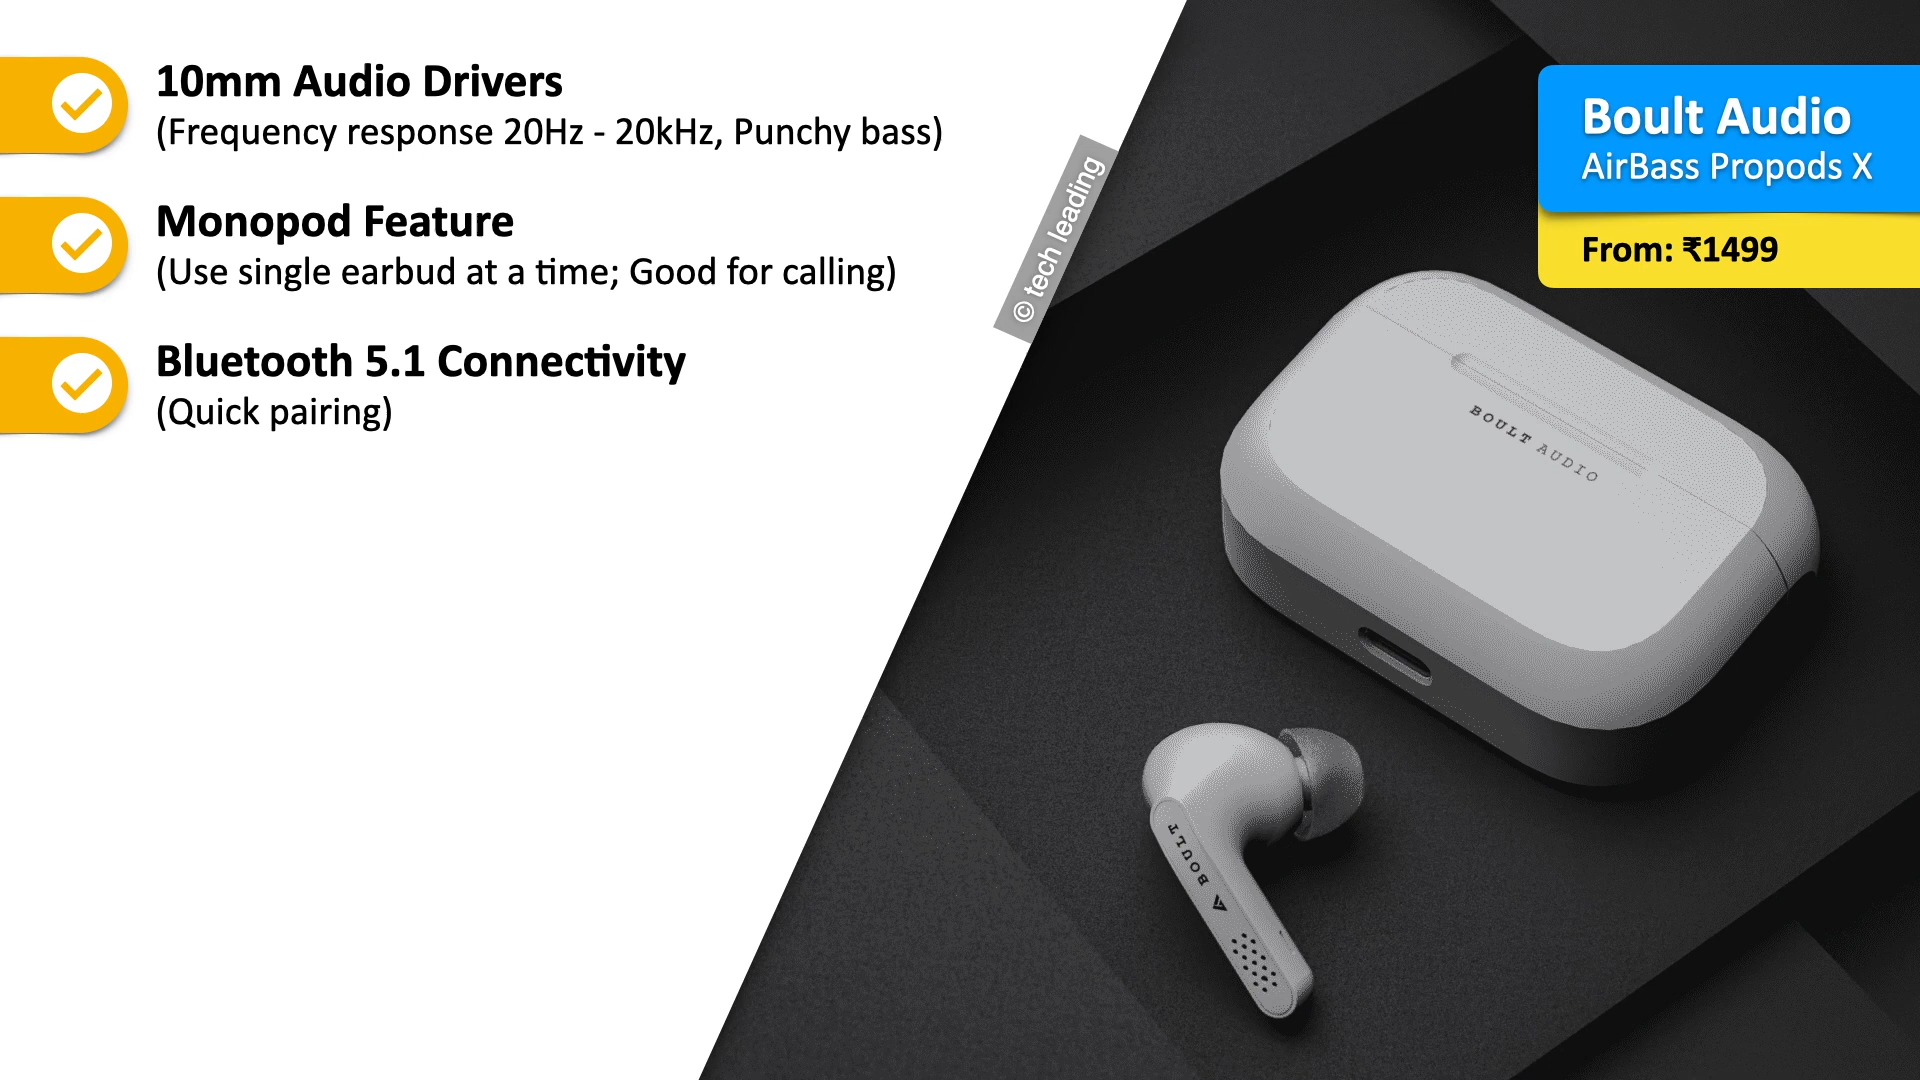 10mm Audio Drivers
(Frequency response 20Hz - 20kHz, Punchy bass)
Monopod Feature
(Use single earbud at a time; Good for calling)
Bluetooth 5.1 Connectivity
(Quick pairing)
© tech leading
Boult Audio
AirBass Propods X
From: ₹1499
BOULT AUDIO
BOULT